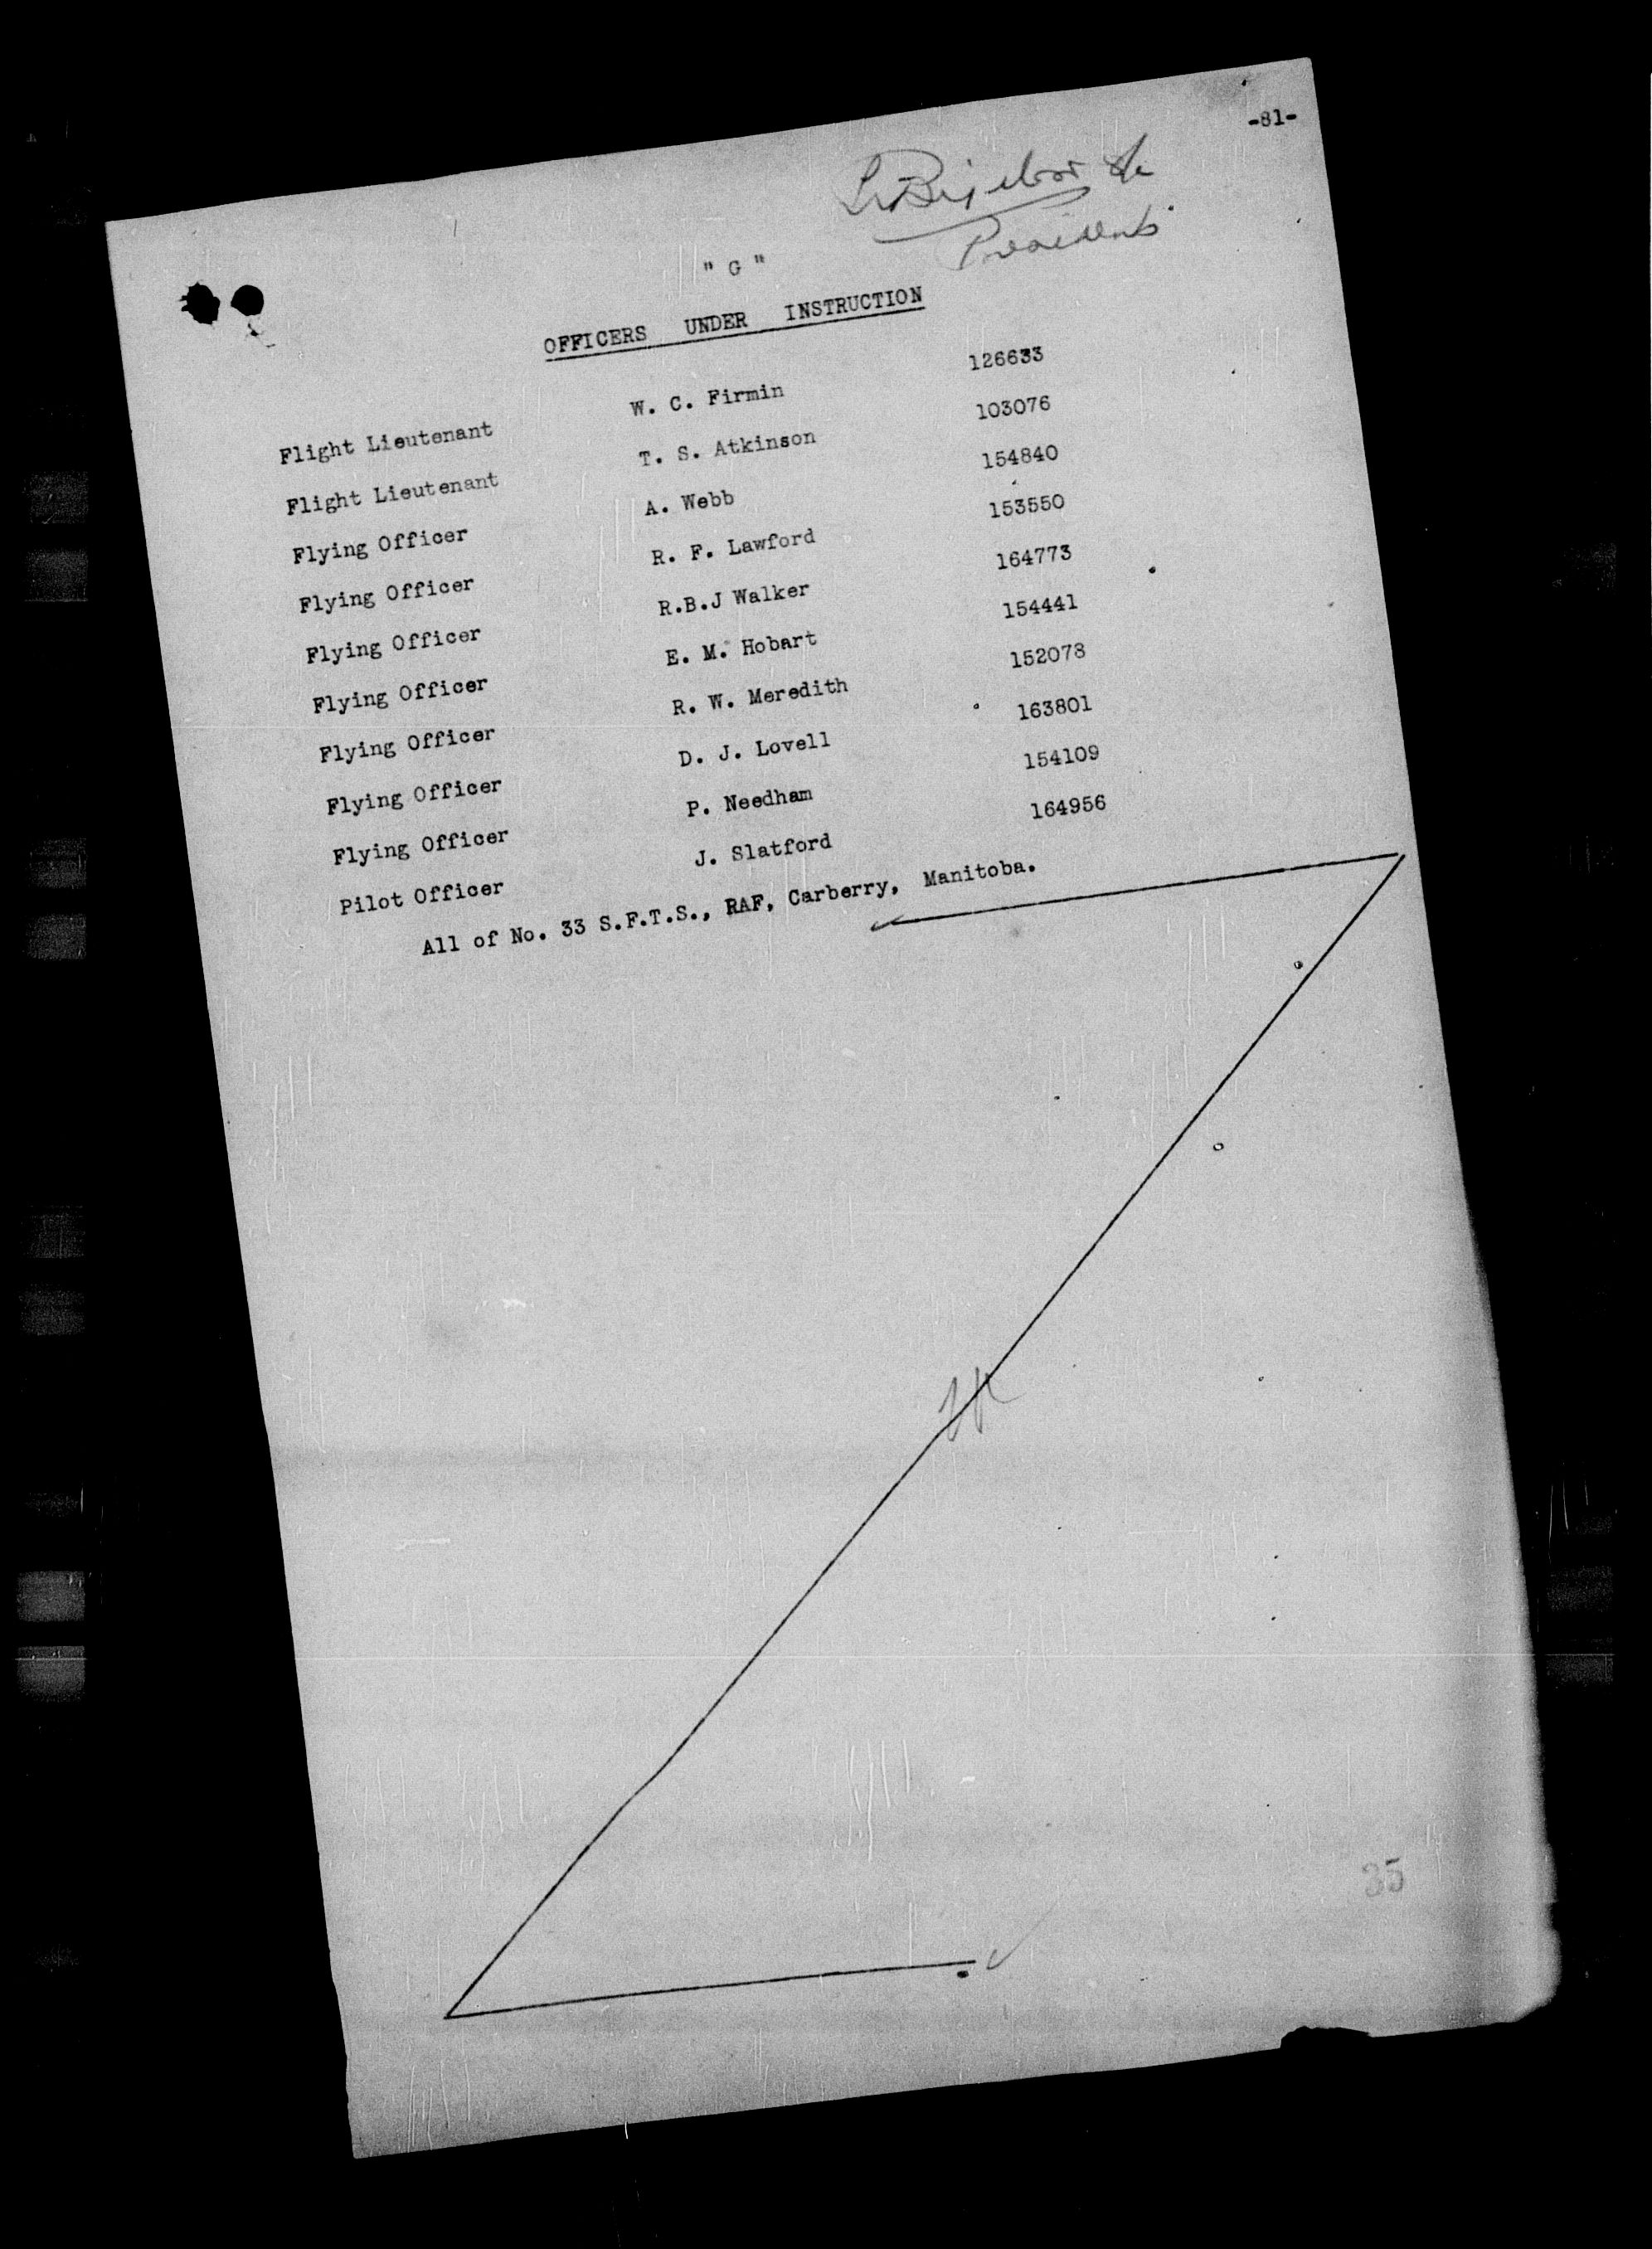 -81-
President
" G "
OFFICERS UNDER INSTRUCTION
Flight Lieutenant W. C. Firmin 126633
Flight Lieutenant T. S. Atkinson 103076
Flying Officer A. Webb 154840
Flying Officer R. F. Lawford 153550
Flying Officer R.B.J Walker 164773
Flying Officer E. M. Hobart 154441
Flying Officer R. W. Meredith 152078
Flying Officer D. J. Lovell 163801
Flying Officer P. Needham 154109
Pilot Officer J. Slatford 164956
All of No. 33 S.F.T.S., RAF, Carberry, Manitoba.
35